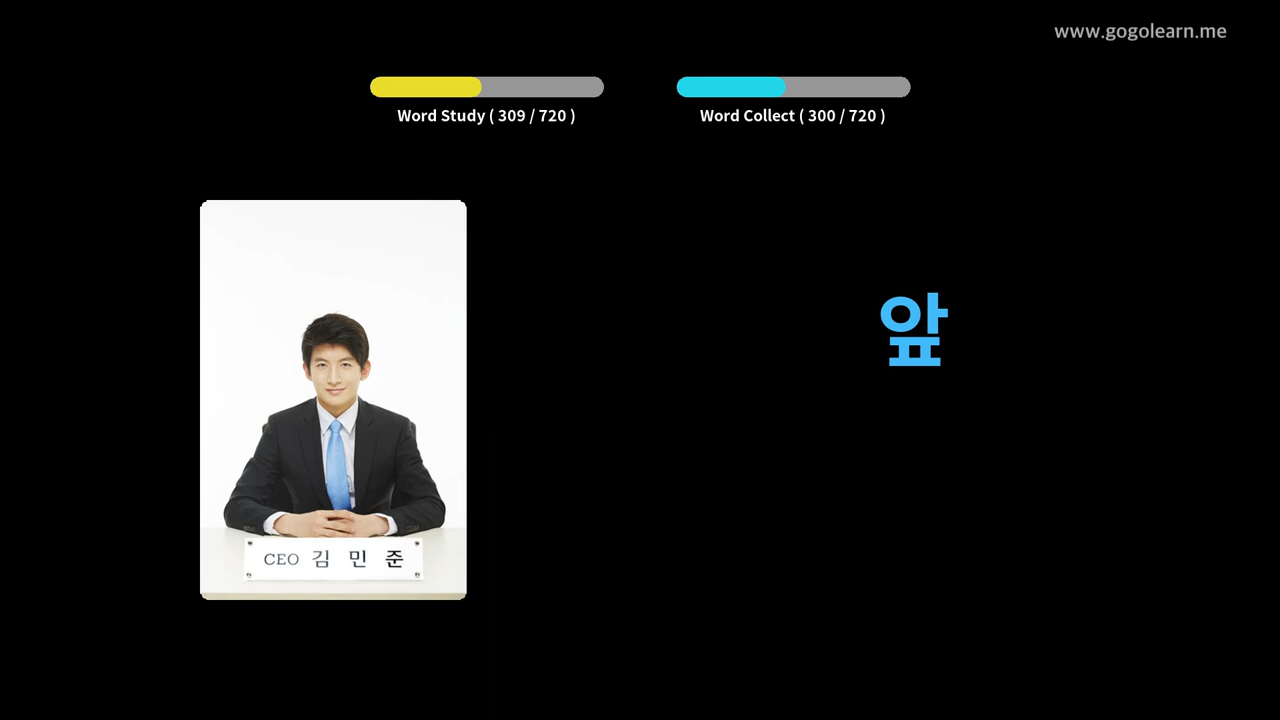 www.gogolearn.me
Word Study ( 309 / 720 )
Word Collect ( 300 / 720 )
앞
CEO 김 민 준